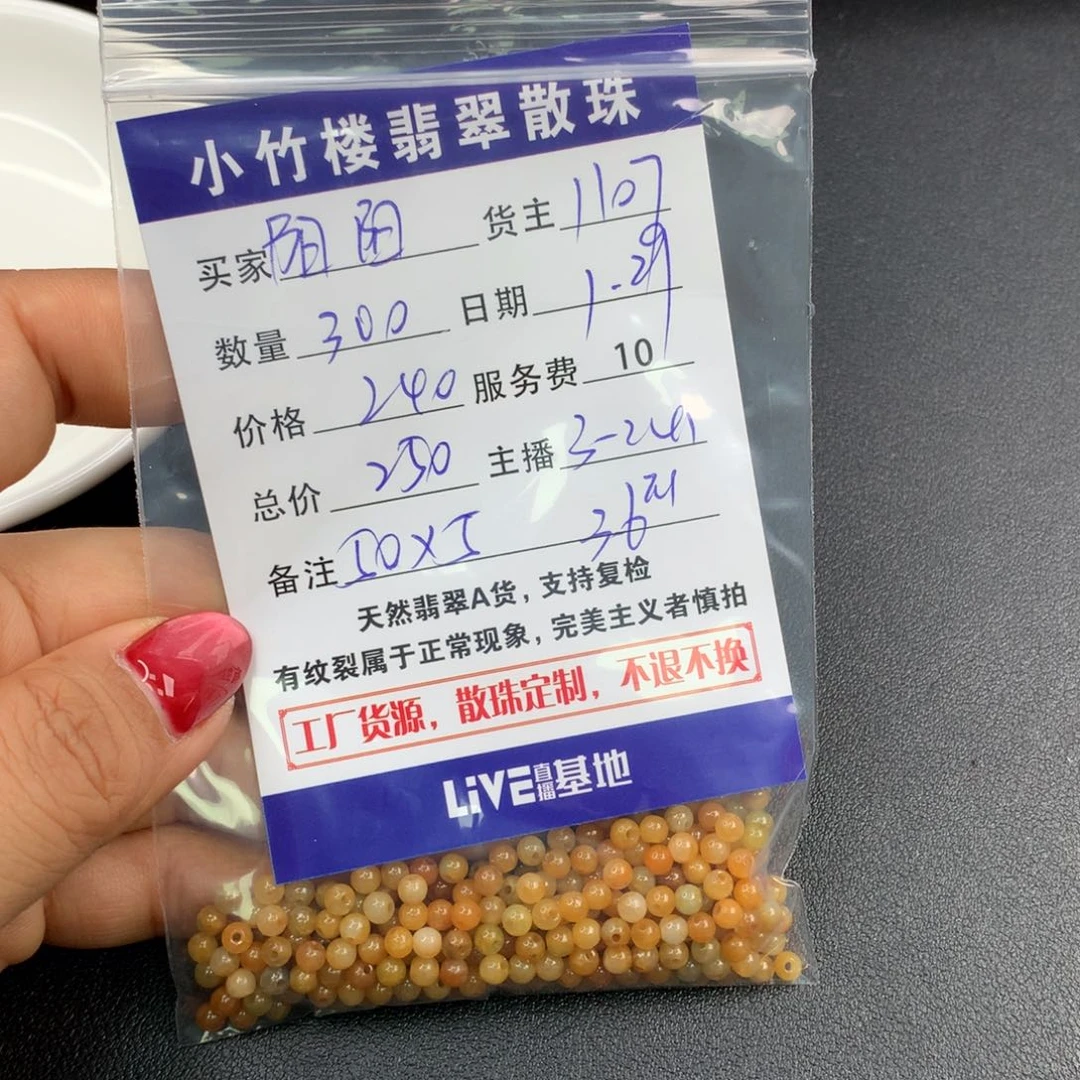 小竹楼翡翠散珠
买家 阳阳 货主 1107
数量 300 日期 1-29
价格 240 服务费 10
总价 250 主播
备注 50×5 36
天然翡翠A货，支持复检
有纹裂属于正常现象，完美主义者慎拍
工厂货源，散珠定制，不退不换
LiVE直播基地